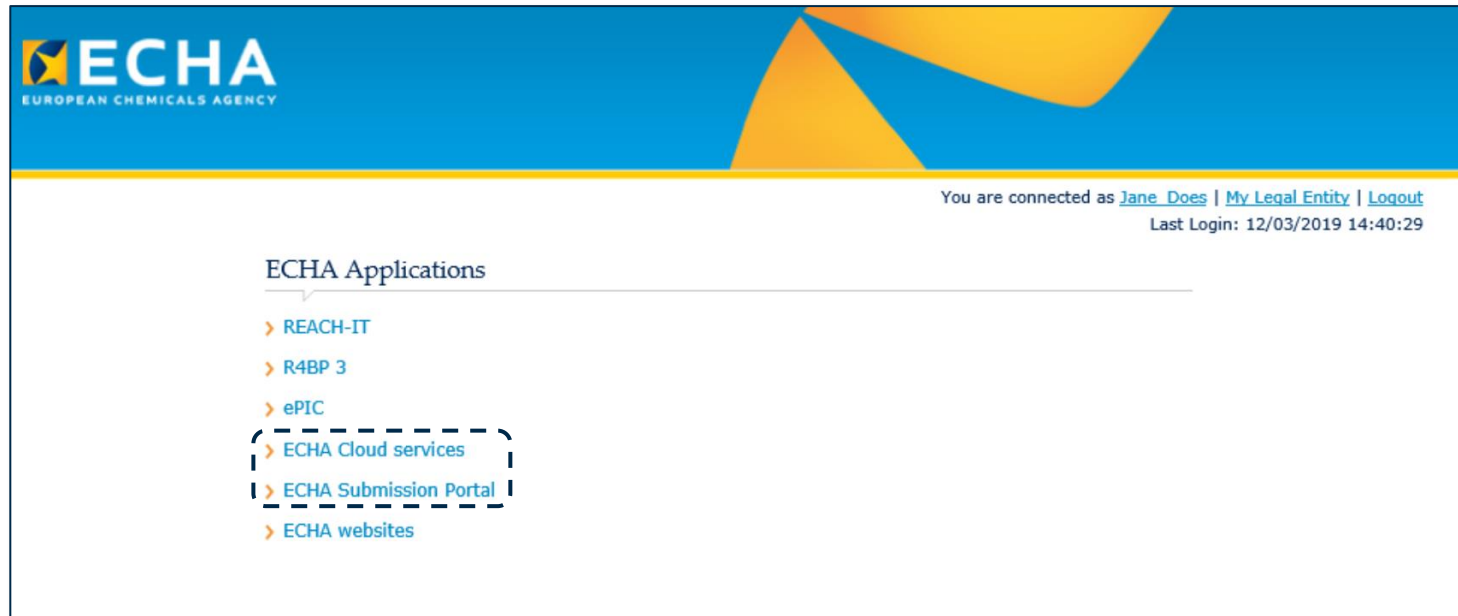 ECHA
EUROPEAN CHEMICALS AGENCY
You are connected as Jane_Does | My Legal Entity | Logout
Last Login: 12/03/2019 14:40:29
ECHA Applications
REACH-IT
R4BP 3
ePIC
ECHA Cloud services
ECHA Submission Portal
ECHA websites